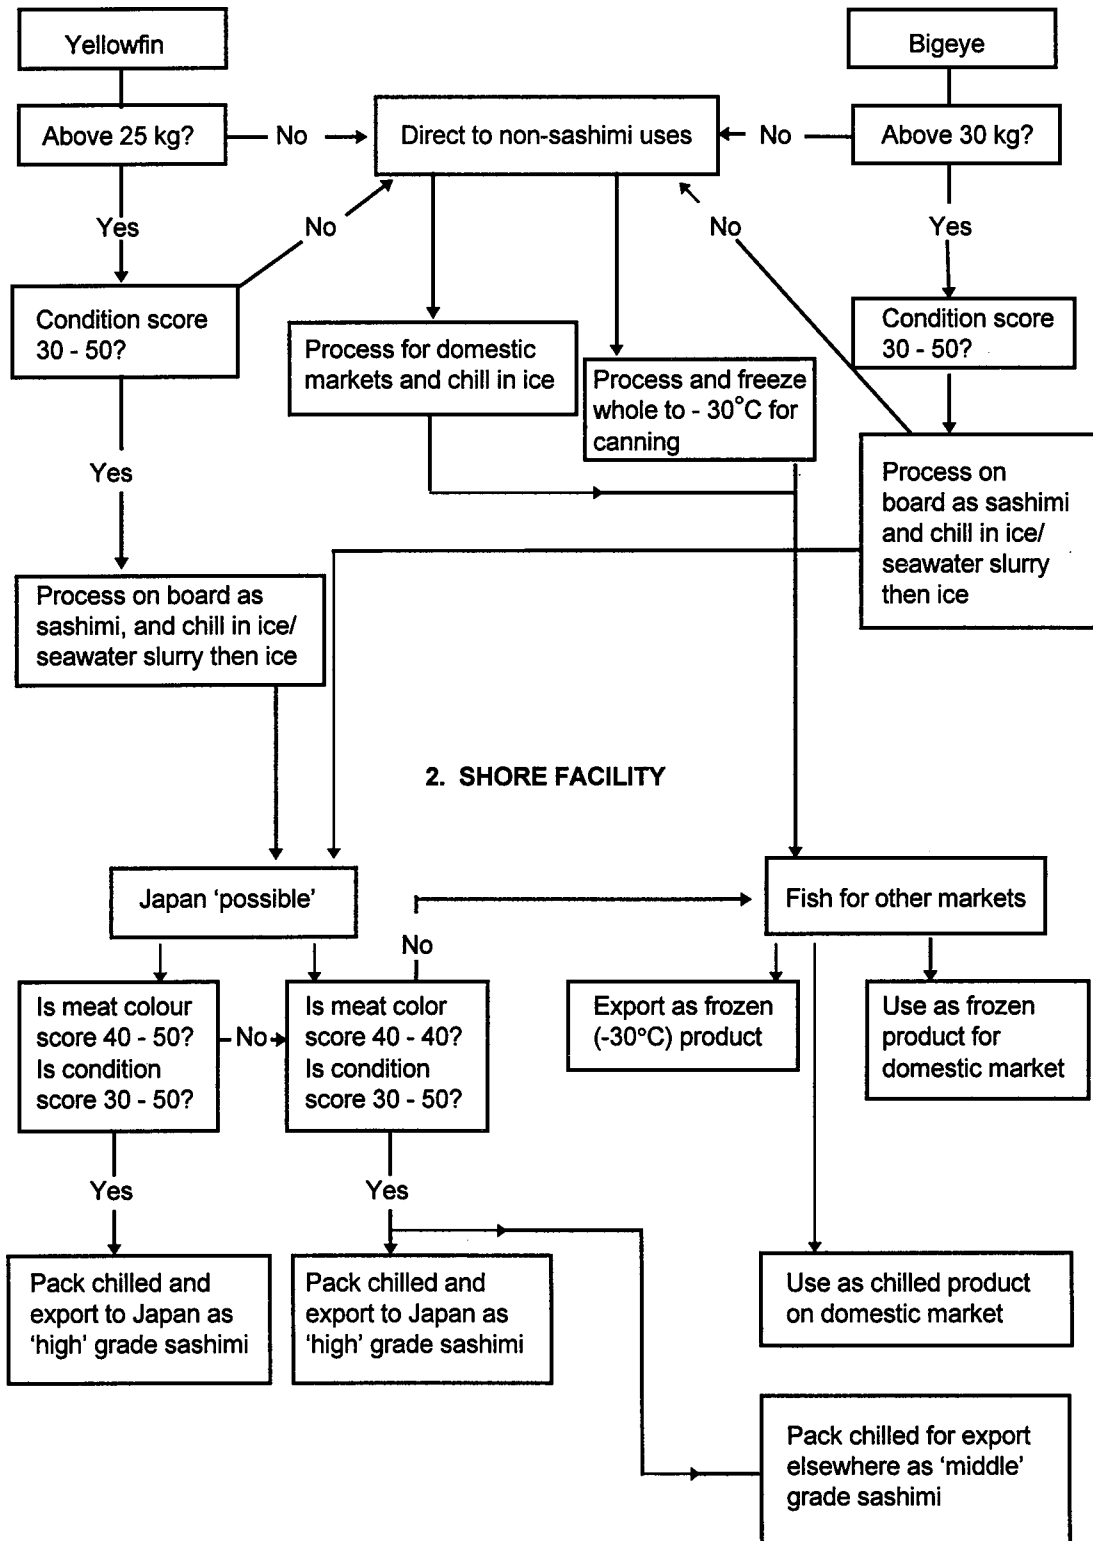 Yellowfin
Bigeye
Above 25 kg?
No
Direct to non-sashimi uses
No
Above 30 kg?
Yes
No
No
Yes
Condition score
30 - 50?
Condition score
30 - 50?
Process for domestic
markets and chill in ice
Process and freeze
whole to - 30°C for
canning
Yes
Process on
board as sashimi
and chill in ice/
seawater slurry
then ice
Process on board as
sashimi, and chill in ice/
seawater slurry then ice
2. SHORE FACILITY
Japan ‘possible’
Fish for other markets
No
Is meat colour
score 40 - 50?
Is condition
score 30 - 50?
No
Is meat color
score 40 - 40?
Is condition
score 30 - 50?
Export as frozen
(-30°C) product
Use as frozen
product for
domestic market
Yes
Yes
Pack chilled and
export to Japan as
‘high’ grade sashimi
Pack chilled and
export to Japan as
‘high’ grade sashimi
Use as chilled product
on domestic market
Pack chilled for export
elsewhere as ‘middle’
grade sashimi